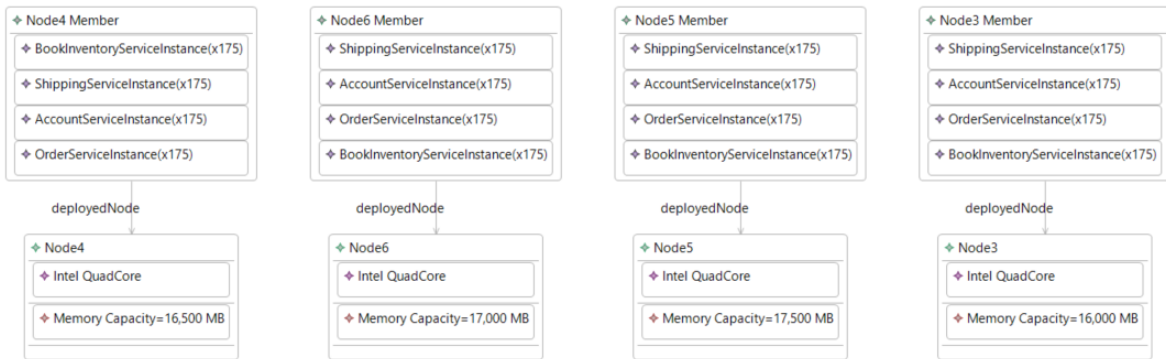 Node4 Member
BookInventoryServiceInstance(x175)
ShippingServiceInstance(x175)
AccountServiceInstance(x175)
OrderServiceInstance(x175)
deployedNode
Node4
Intel QuadCore
Memory Capacity=16,500 MB
Node6 Member
ShippingServiceInstance(x175)
AccountServiceInstance(x175)
OrderServiceInstance(x175)
BookInventoryServiceInstance(x175)
deployedNode
Node6
Intel QuadCore
Memory Capacity=17,000 MB
Node5 Member
ShippingServiceInstance(x175)
AccountServiceInstance(x175)
OrderServiceInstance(x175)
BookInventoryServiceInstance(x175)
deployedNode
Node5
Intel QuadCore
Memory Capacity=17,500 MB
Node3 Member
ShippingServiceInstance(x175)
AccountServiceInstance(x175)
OrderServiceInstance(x175)
BookInventoryServiceInstance(x175)
deployedNode
Node3
Intel QuadCore
Memory Capacity=16,000 MB